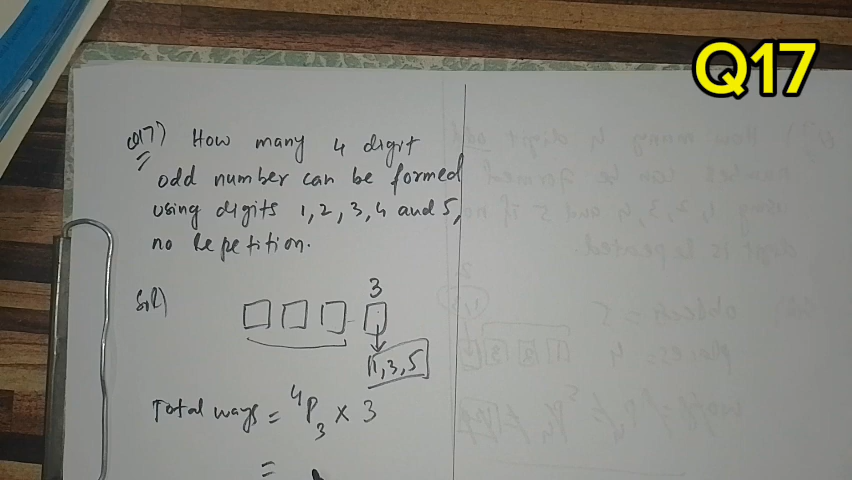 Q17
Q17) How many 4 digit
odd number can be formed
using digits 1, 2, 3, 4 and 5,
no repetition.
Sol)
3
1, 3, 5
Total ways = ⁴P₃ × 3
=